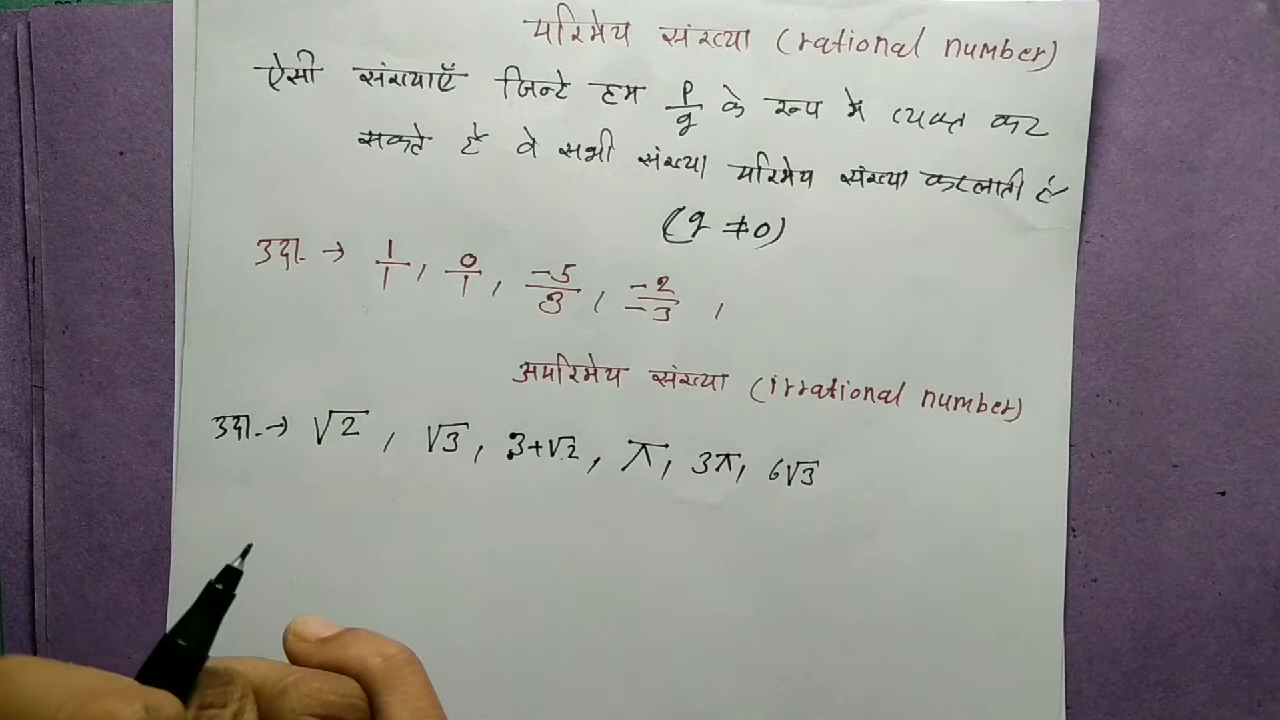 परिमेय संख्या (rational number)
ऐसी संख्याएँ जिन्हे हम p/q के रूप मे व्यक्त कर
सकते है वे सभी संख्या परिमेय संख्या कहलाती है
(q ≠ 0)
उदा. → 1/1, 0/1, -5/8, -2/-3,
अपरिमेय संख्या (irrational number)
उदा. → √2, √3, 3+√2, π, 3π, 6√3